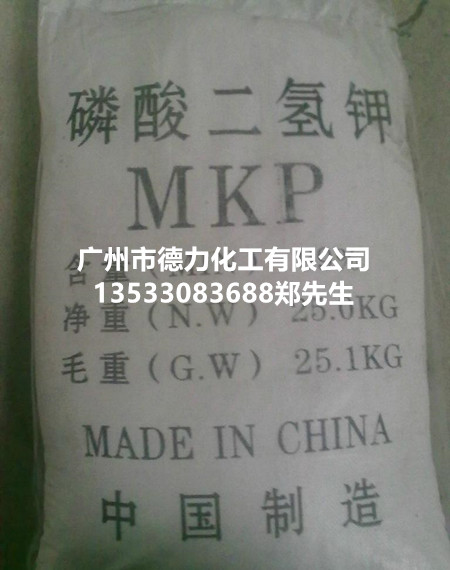 磷酸二氢钾
MKP
广州市德力化工有限公司
含量
13533083688郑先生
净重(N.W) 25.0KG
毛重(G.W) 25.1KG
MADE IN CHINA
中国制造